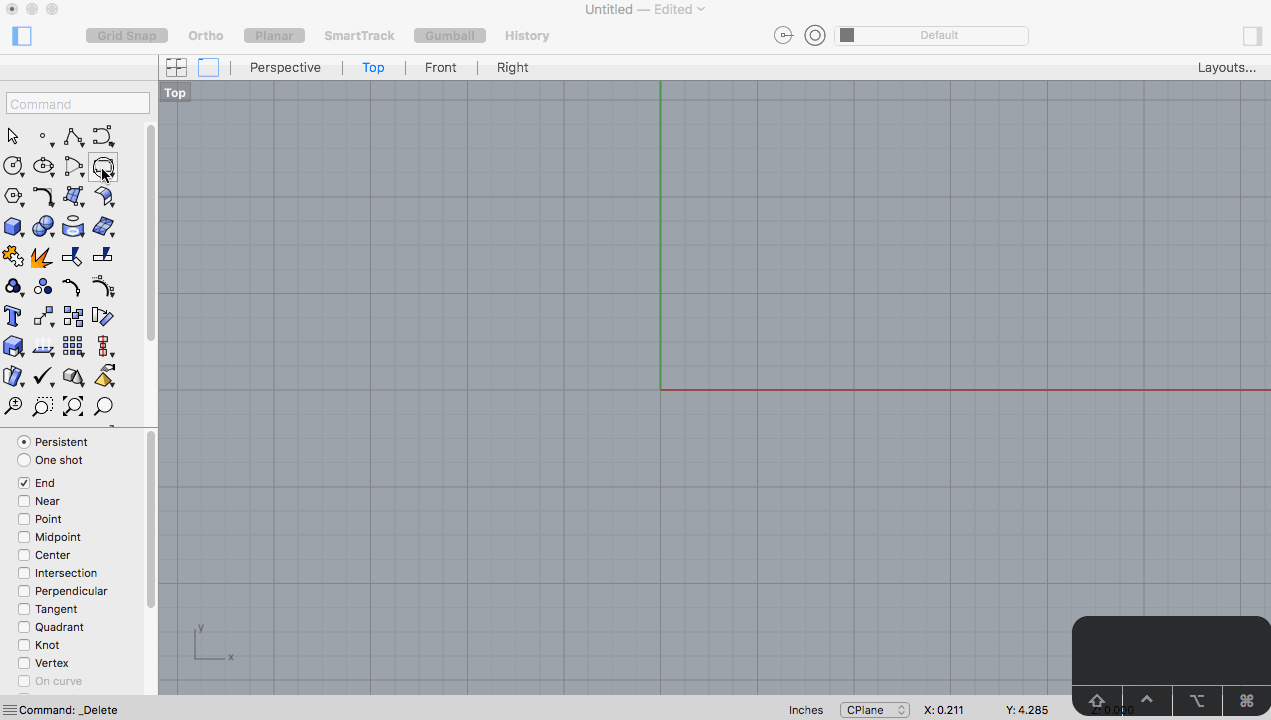 Untitled — Edited
Grid Snap Ortho Planar SmartTrack Gumball History Default
Perspective Top Front Right Layouts...
Top
Command
Persistent
One shot
End
Near
Point
Midpoint
Center
Intersection
Perpendicular
Tangent
Quadrant
Knot
Vertex
On curve
y
x
Command: _Delete Inches CPlane X: 0.211 Y: 4.285 Z: 0.000